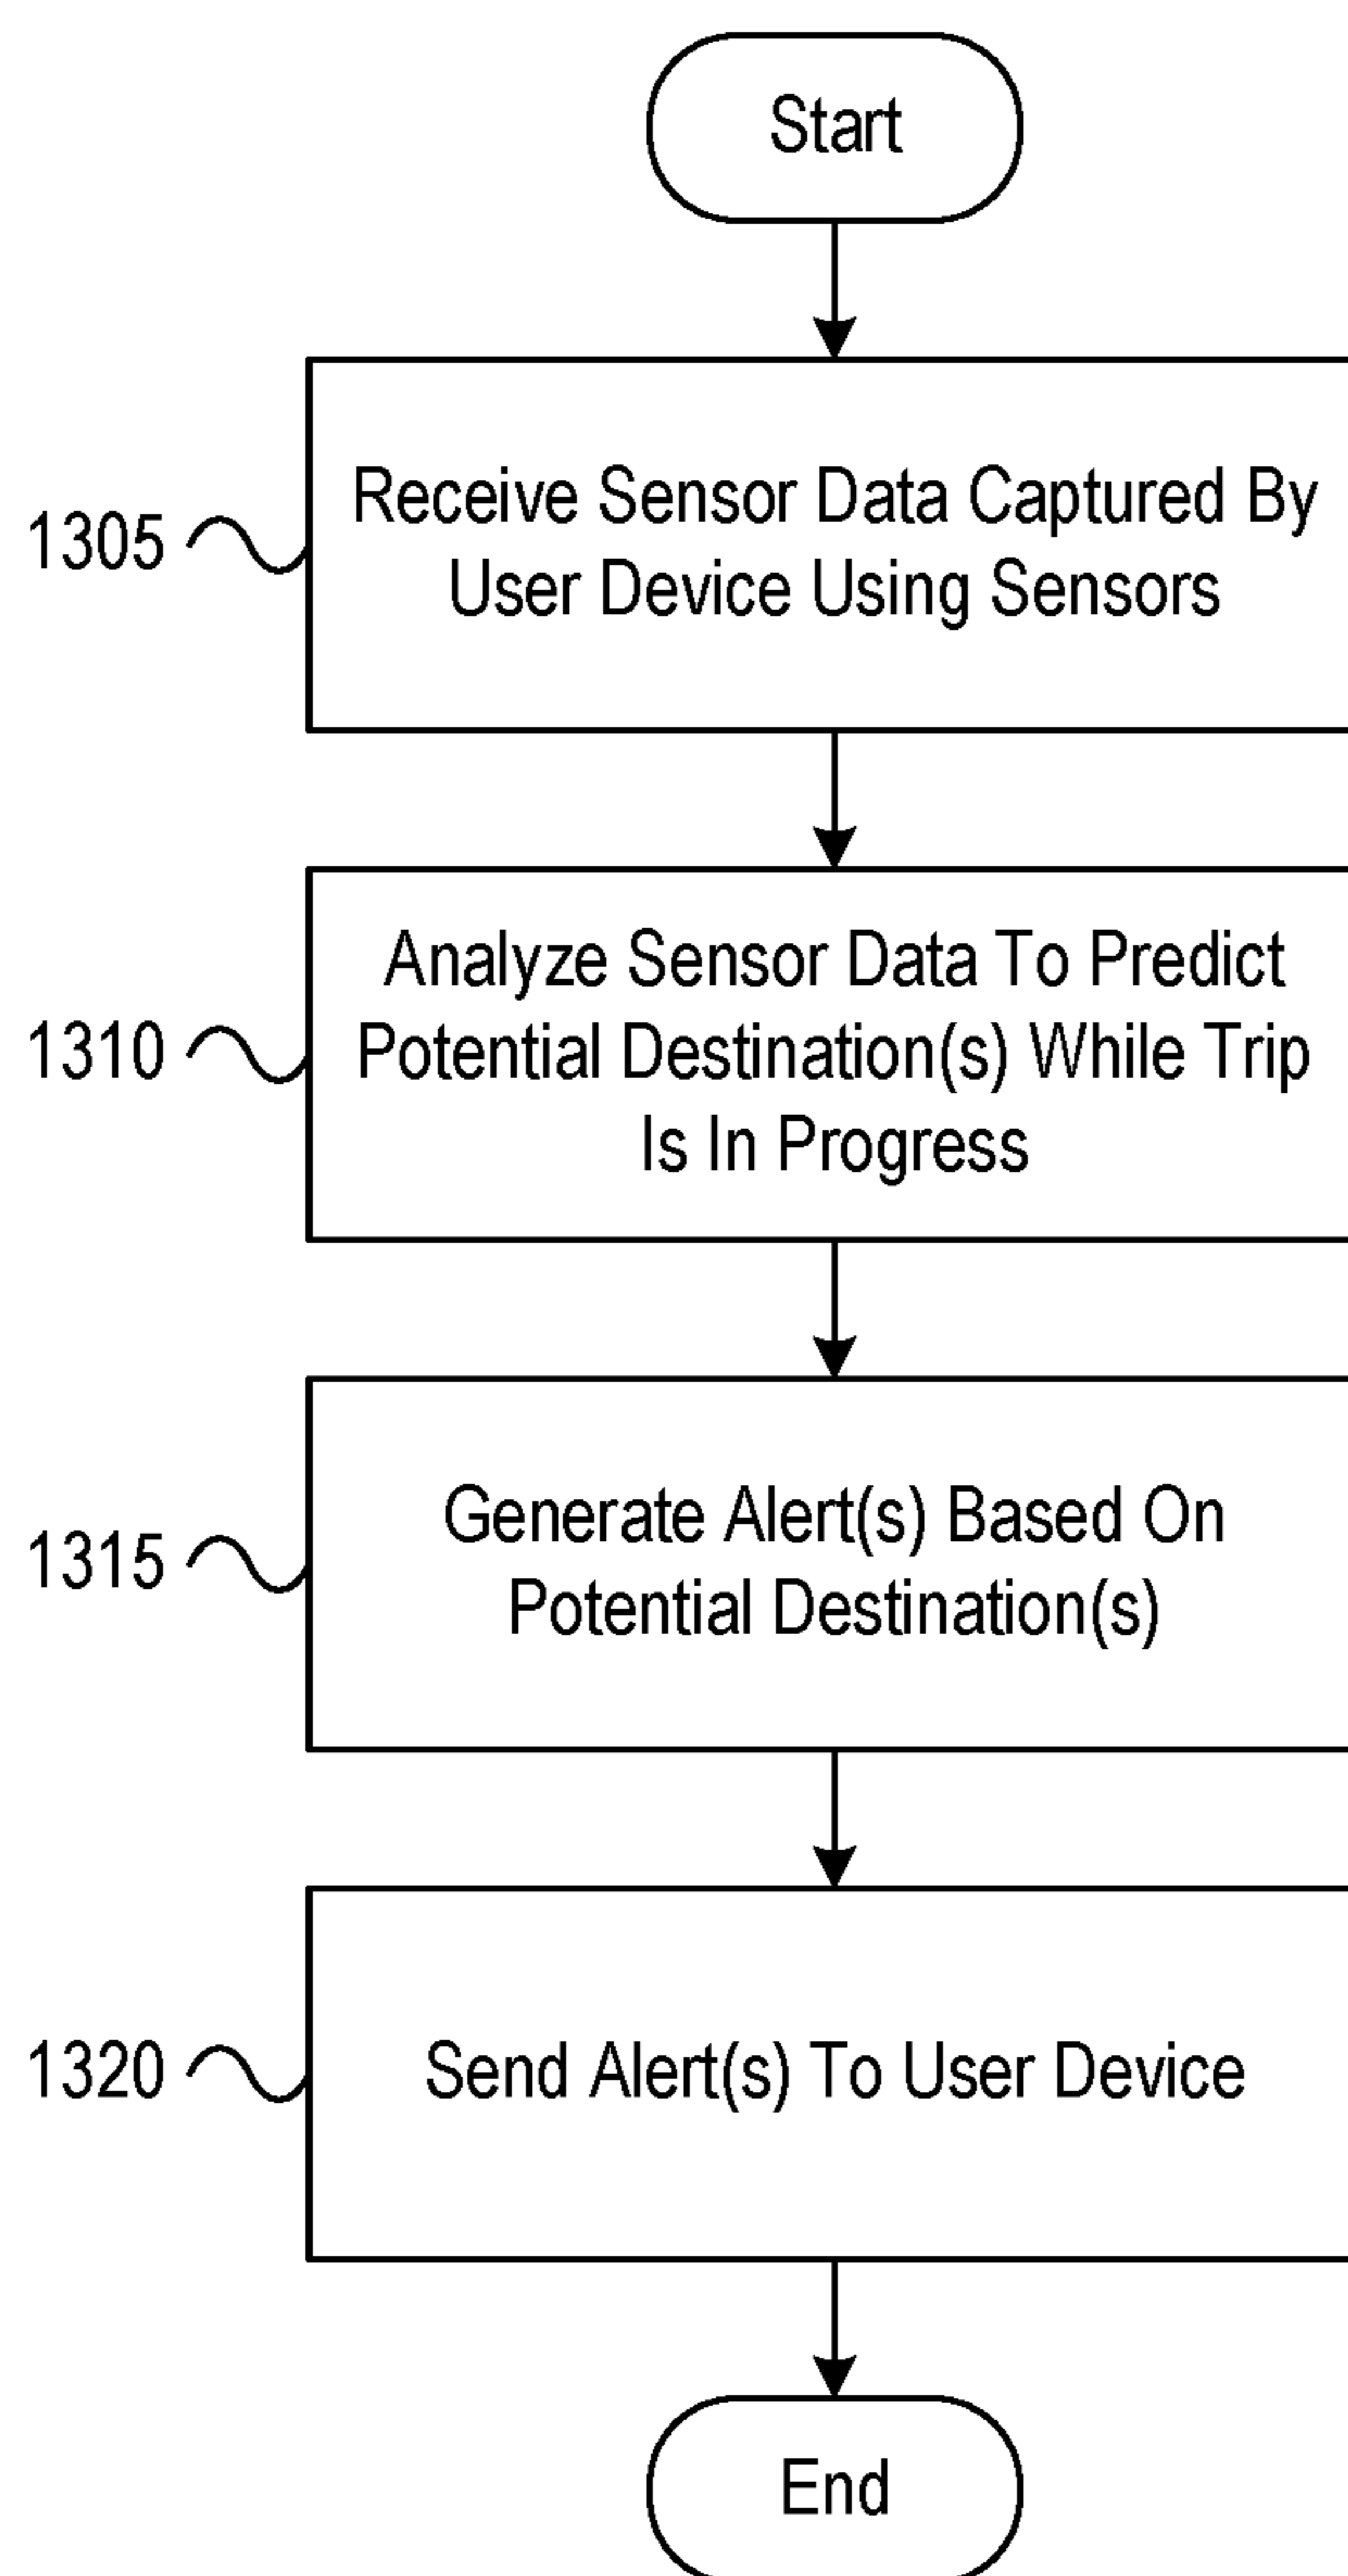 Start
1305
Receive Sensor Data Captured By
User Device Using Sensors
1310
Analyze Sensor Data To Predict
Potential Destination(s) While Trip
Is In Progress
1315
Generate Alert(s) Based On
Potential Destination(s)
1320
Send Alert(s) To User Device
End